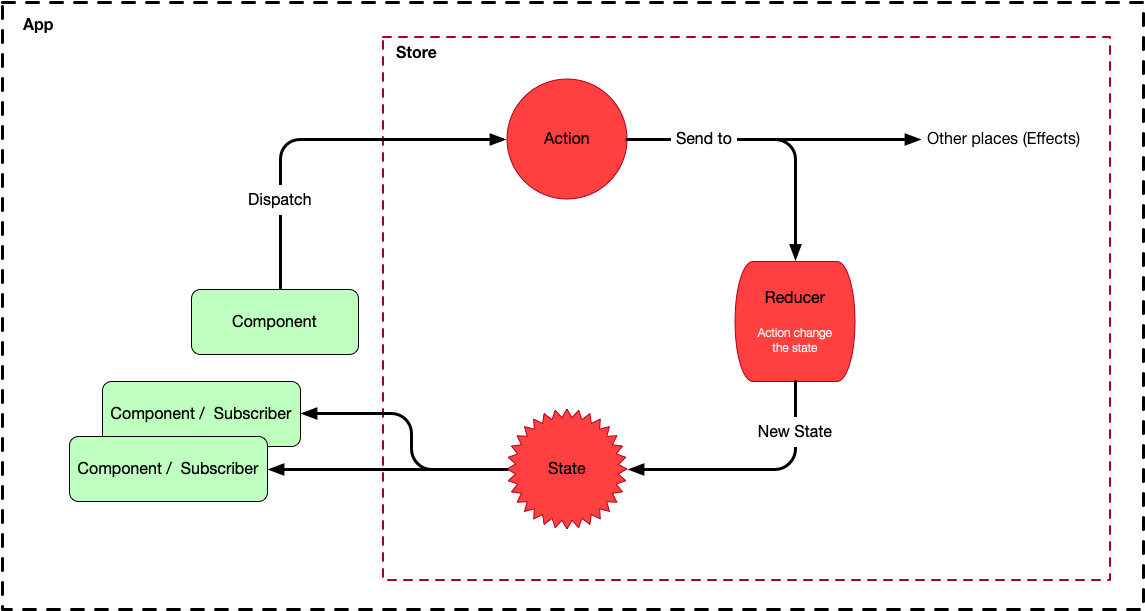 App
Store
Action
Send to
Other places (Effects)
Dispatch
Reducer
Action change
the state
Component
Component /  Subscriber
New State
Component /  Subscriber
State